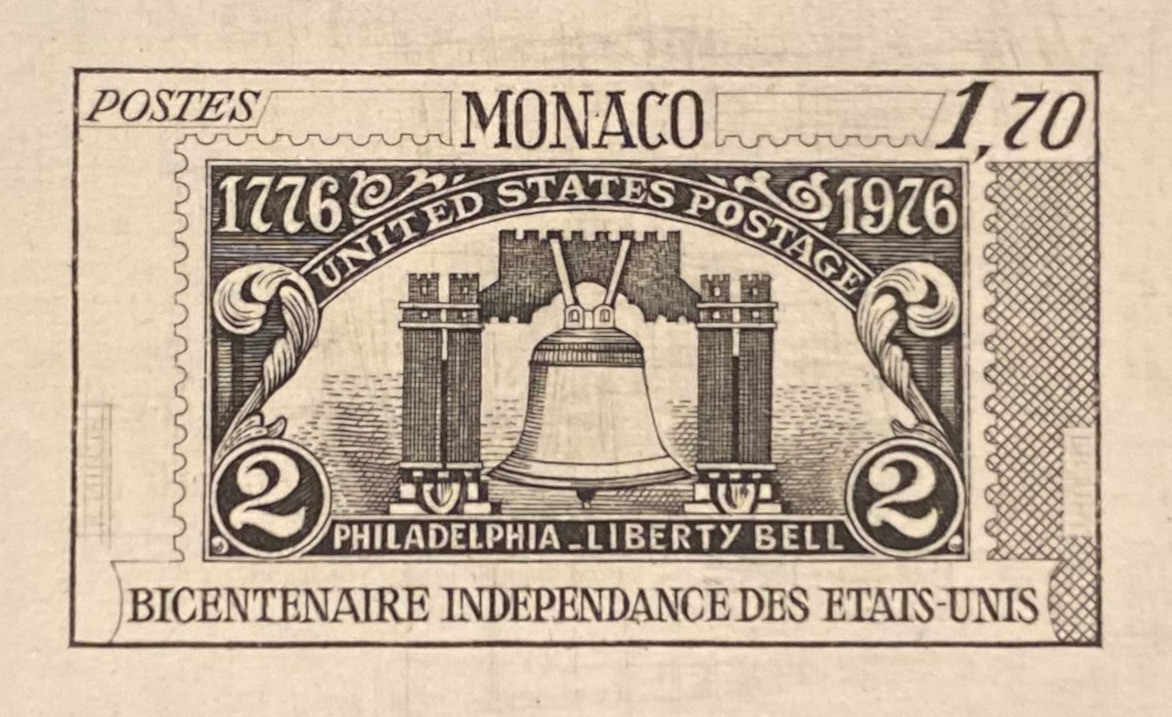 POSTES MONACO 1,70
1776 1976
UNITED STATES POSTAGE
2 2
PHILADELPHIA_LIBERTY BELL
BICENTENAIRE INDEPENDANCE DES ETATS-UNIS